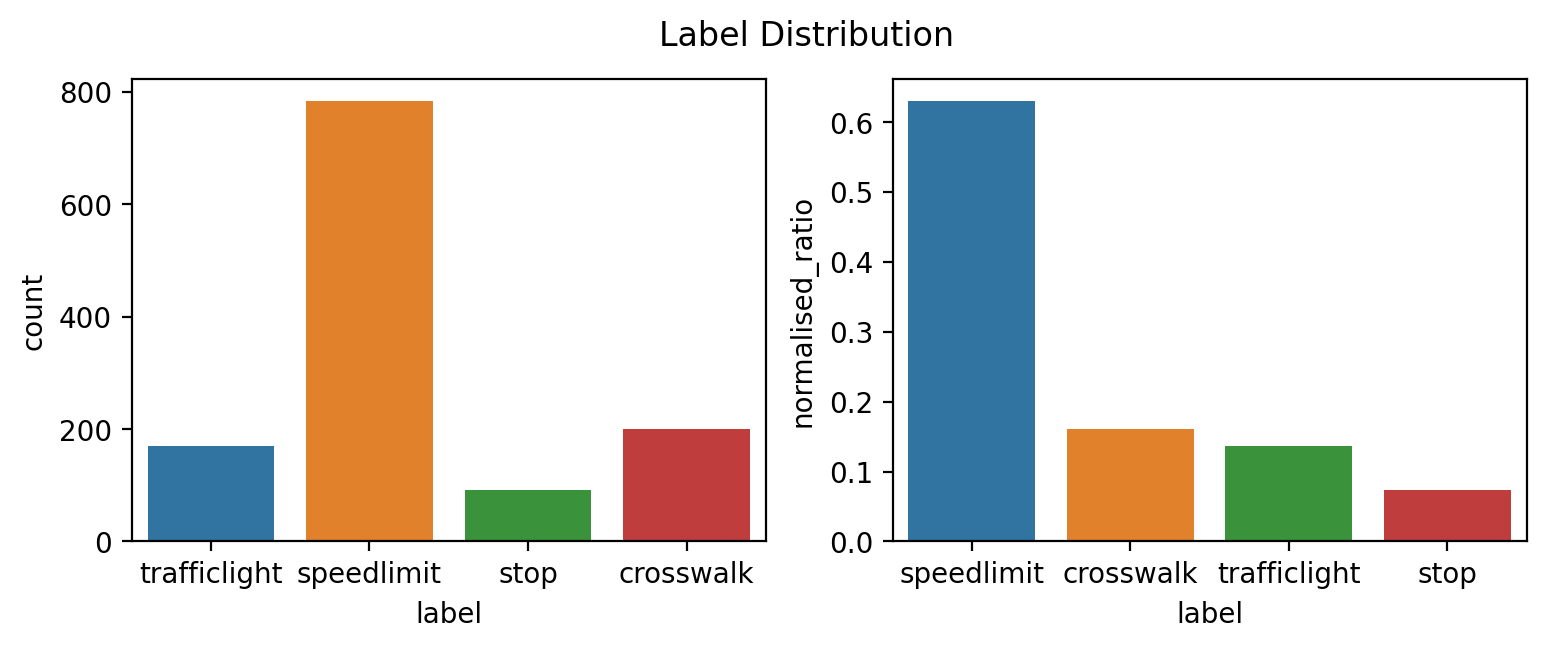 Label Distribution
800
600
400
200
0
count
trafficlight speedlimit stop crosswalk
label
0.6
0.5
0.4
0.3
0.2
0.1
0.0
normalised_ratio
speedlimit crosswalk trafficlight stop
label